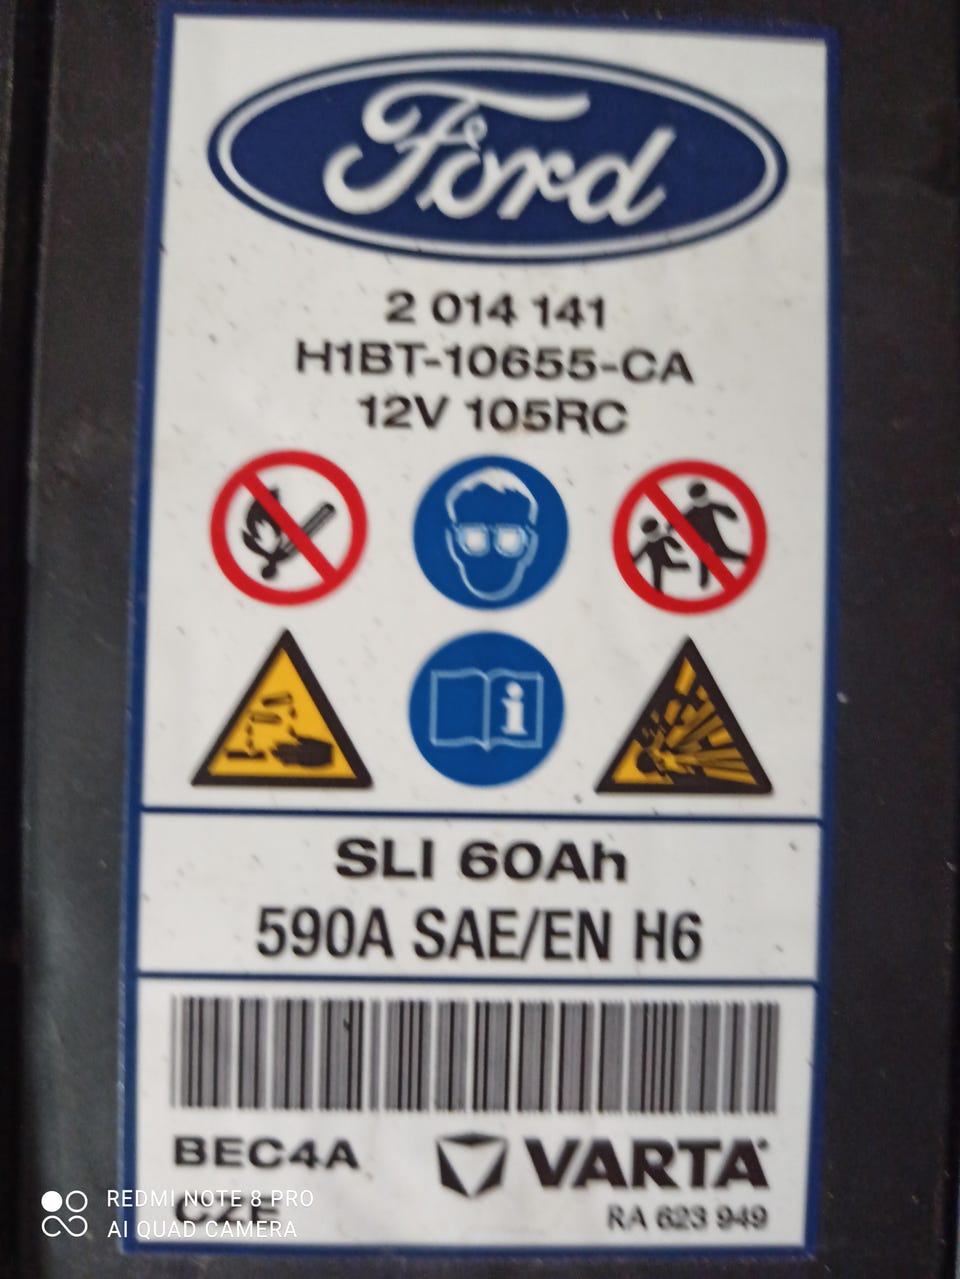 Ford
2 014 141
H1BT-10655-CA
12V 105RC
i
SLI 60Ah
590A SAE/EN H6
BEC4A
VARTA
RA 623 949
REDMI NOTE 8 PRO
AI QUAD CAMERA